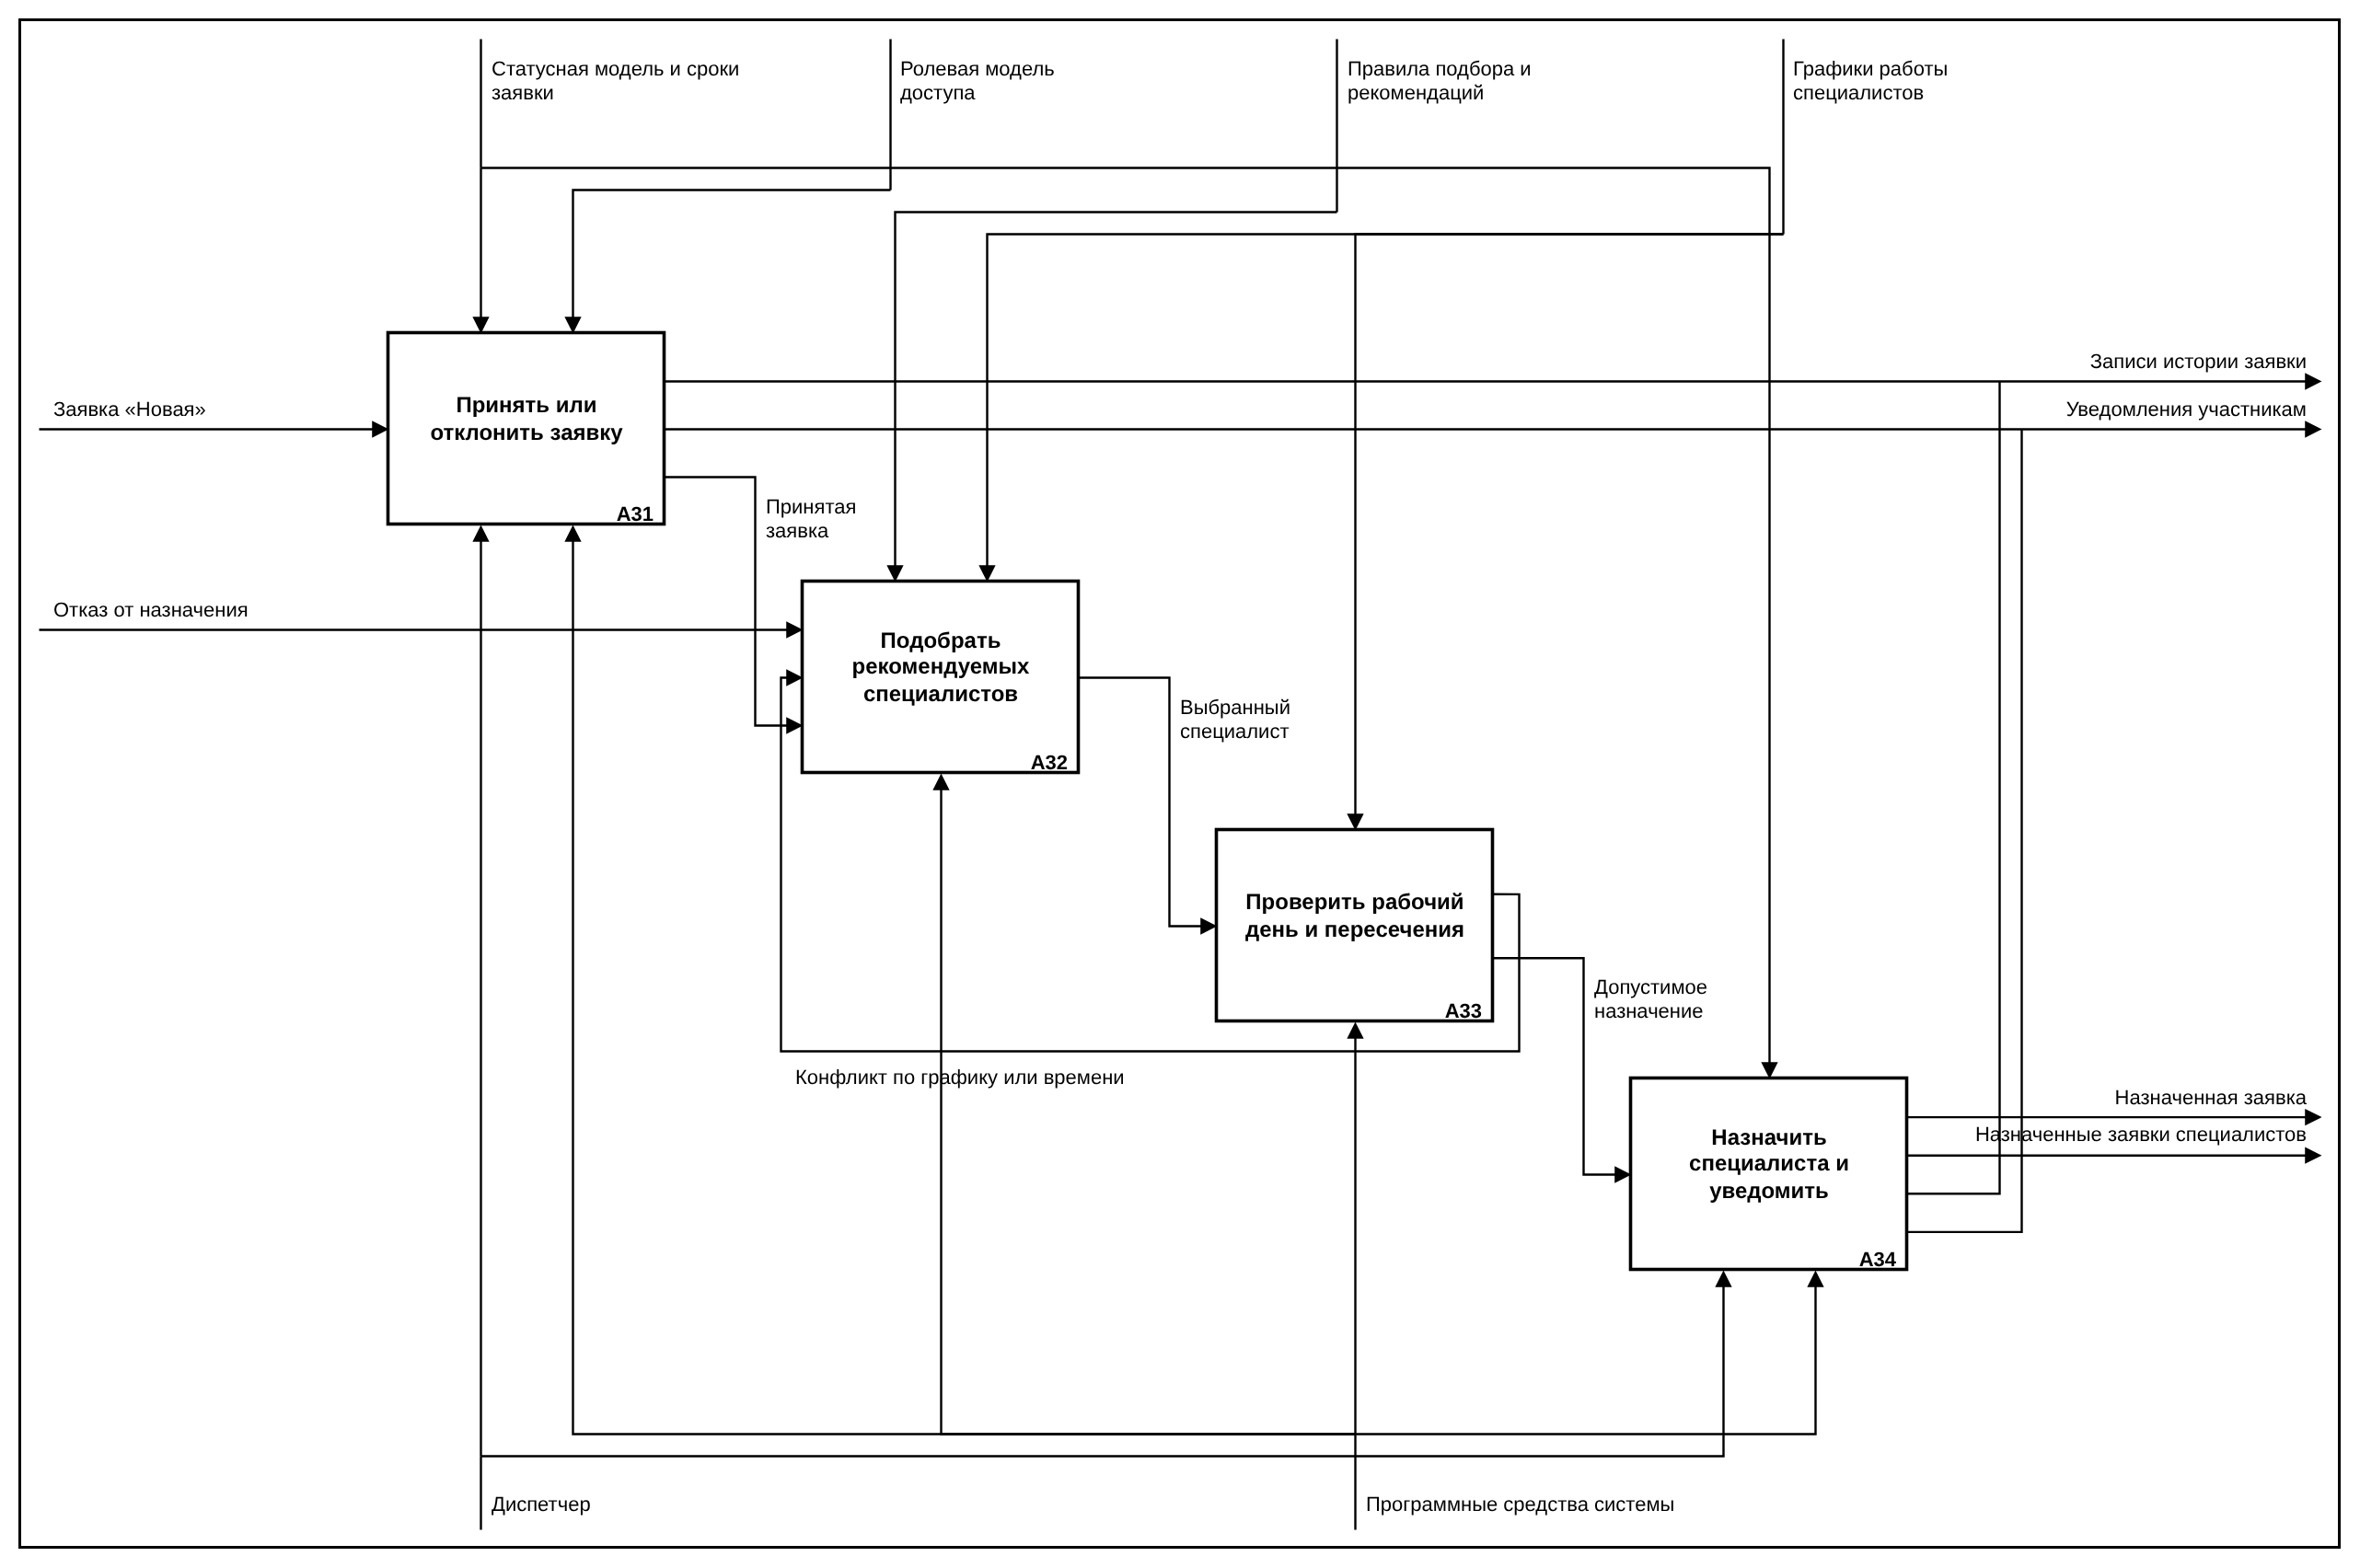 Статусная модель и сроки
заявки
Ролевая модель
доступа
Правила подбора и
рекомендаций
Графики работы
специалистов
Записи истории заявки
Заявка «Новая»
Принять или
отклонить заявку
A31
Уведомления участникам
Принятая
заявка
Отказ от назначения
Подобрать
рекомендуемых
специалистов
A32
Выбранный
специалист
Проверить рабочий
день и пересечения
A33
Допустимое
назначение
Конфликт по графику или времени
Назначить
специалиста и
уведомить
A34
Назначенная заявка
Назначенные заявки специалистов
Диспетчер
Программные средства системы